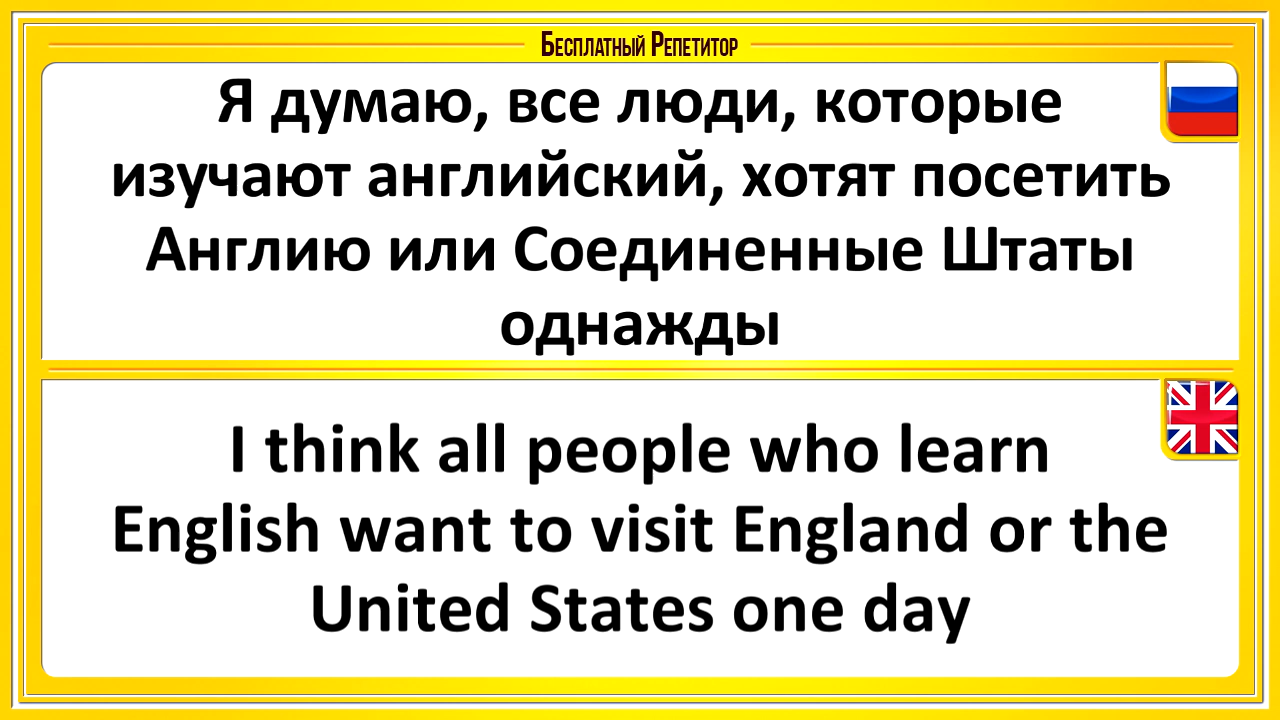 Бесплатный Репетитор
Я думаю, все люди, которые
изучают английский, хотят посетить
Англию или Соединенные Штаты
однажды
I think all people who learn
English want to visit England or the
United States one day